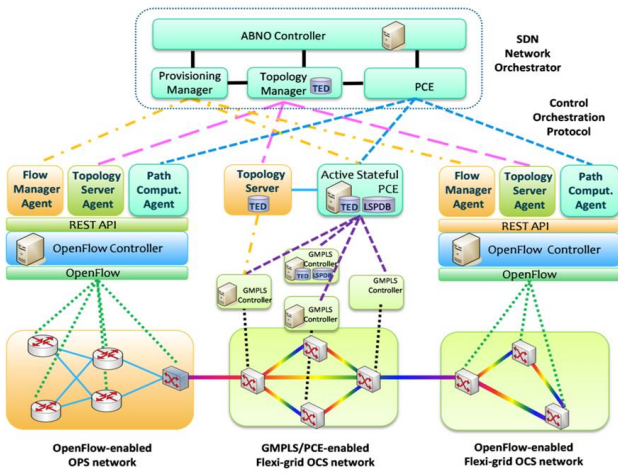 ABNO Controller
SDN
Network
Orchestrator
Provisioning
Manager
Topology
Manager
TED
PCE
Control
Orchestration
Protocol
Flow
Manager
Agent
Topology
Server
Agent
Path
Comput.
Agent
REST API
OpenFlow Controller
OpenFlow
Topology
Server
TED
Active Stateful
PCE
TED
LSPDB
GMPLS
Controller
TED
LSPDB
GMPLS
Controller
GMPLS
Controller
GMPLS
Controller
Flow
Manager
Agent
Topology
Server
Agent
Path
Comput.
Agent
REST API
OpenFlow Controller
OpenFlow
OpenFlow-enabled
OPS network
GMPLS/PCE-enabled
Flexi-grid OCS network
OpenFlow-enabled
Flexi-grid OCS network